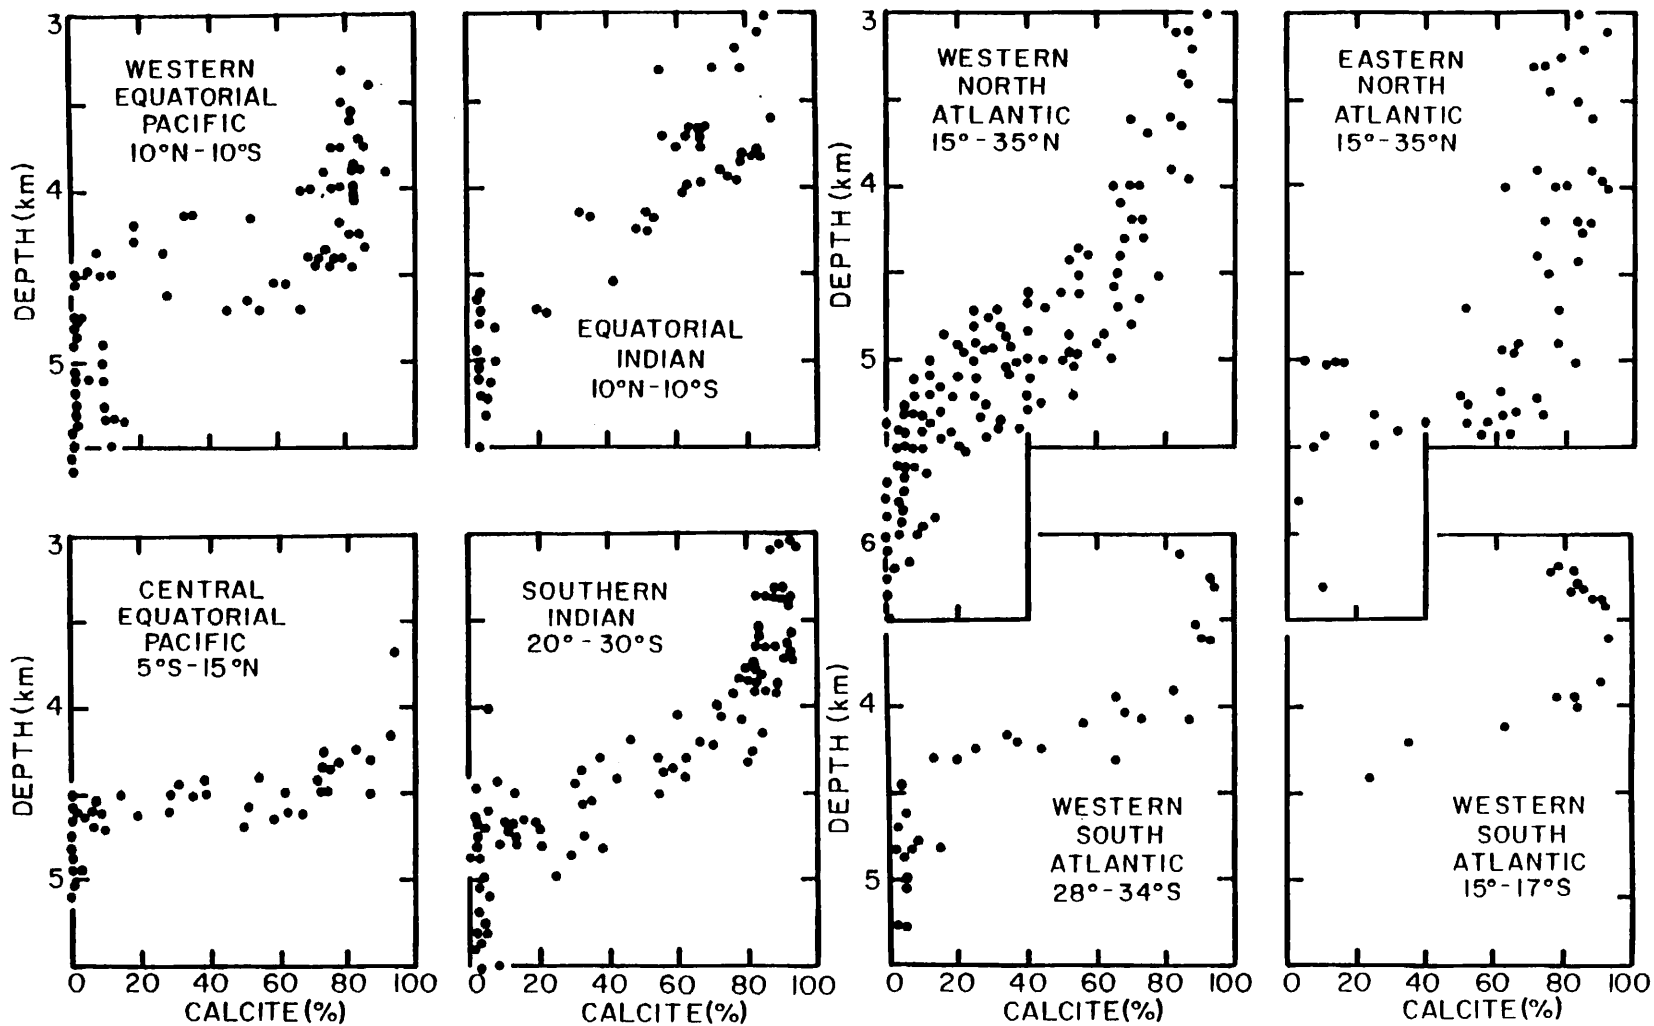 3
4
5
DEPTH (km)
WESTERN
EQUATORIAL
PACIFIC
10°N-10°S
EQUATORIAL
INDIAN
10°N-10°S
3
4
5
6
DEPTH (km)
WESTERN
NORTH
ATLANTIC
15°-35°N
EASTERN
NORTH
ATLANTIC
15°-35°N
3
4
5
DEPTH (km)
CENTRAL
EQUATORIAL
PACIFIC
5°S-15°N
0 20 40 60 80 100
CALCITE (%)
SOUTHERN
INDIAN
20°-30°S
0 20 40 60 80 100
CALCITE (%)
4
5
DEPTH (km)
WESTERN
SOUTH
ATLANTIC
28°-34°S
0 20 40 60 80 100
CALCITE (%)
WESTERN
SOUTH
ATLANTIC
15°-17°S
0 20 40 60 80 100
CALCITE (%)